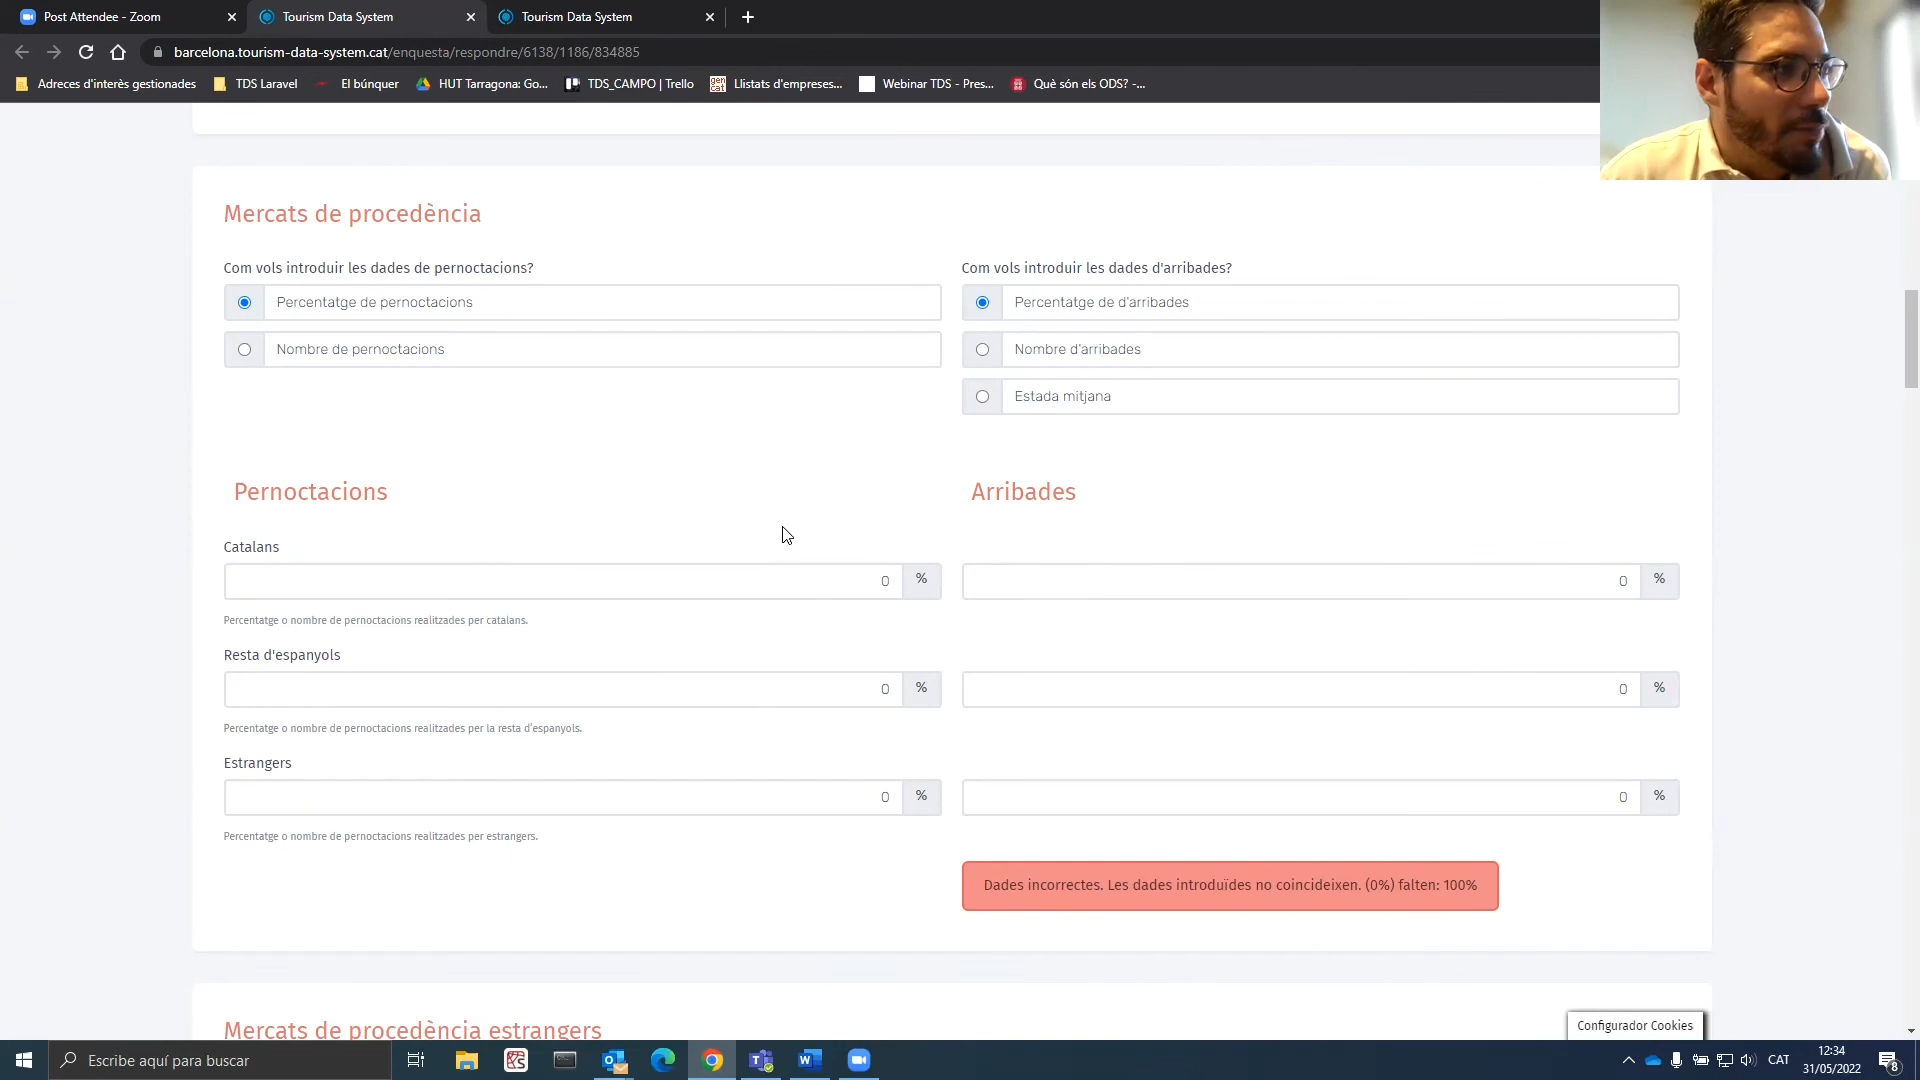 Post Attendee - Zoom
Tourism Data System
Tourism Data System
barcelona.tourism-data-system.cat/enquesta/respondre/6138/1186/834885
Adreces d'interès gestionades
TDS Laravel
El búnquer
HUT Tarragona: Go...
TDS_CAMPO | Trello
gen
cat
Llistats d'empreses...
Webinar TDS - Pres...
Què són els ODS? -...
Mercats de procedència
Com vols introduir les dades de pernoctacions?
Percentatge de pernoctacions
Nombre de pernoctacions
Com vols introduir les dades d'arribades?
Percentatge de d'arribades
Nombre d'arribades
Estada mitjana
Pernoctacions
Arribades
Catalans
0 %
0 %
Percentatge o nombre de pernoctacions realitzades per catalans.
Resta d'espanyols
0 %
0 %
Percentatge o nombre de pernoctacions realitzades per la resta d'espanyols.
Estrangers
0 %
0 %
Percentatge o nombre de pernoctacions realitzades per estrangers.
Dades incorrectes. Les dades introduïdes no coincideixen. (0%) falten: 100%
Mercats de procedència estrangers
Configurador Cookies
Escribe aquí para buscar
CAT
12:34
31/05/2022
8